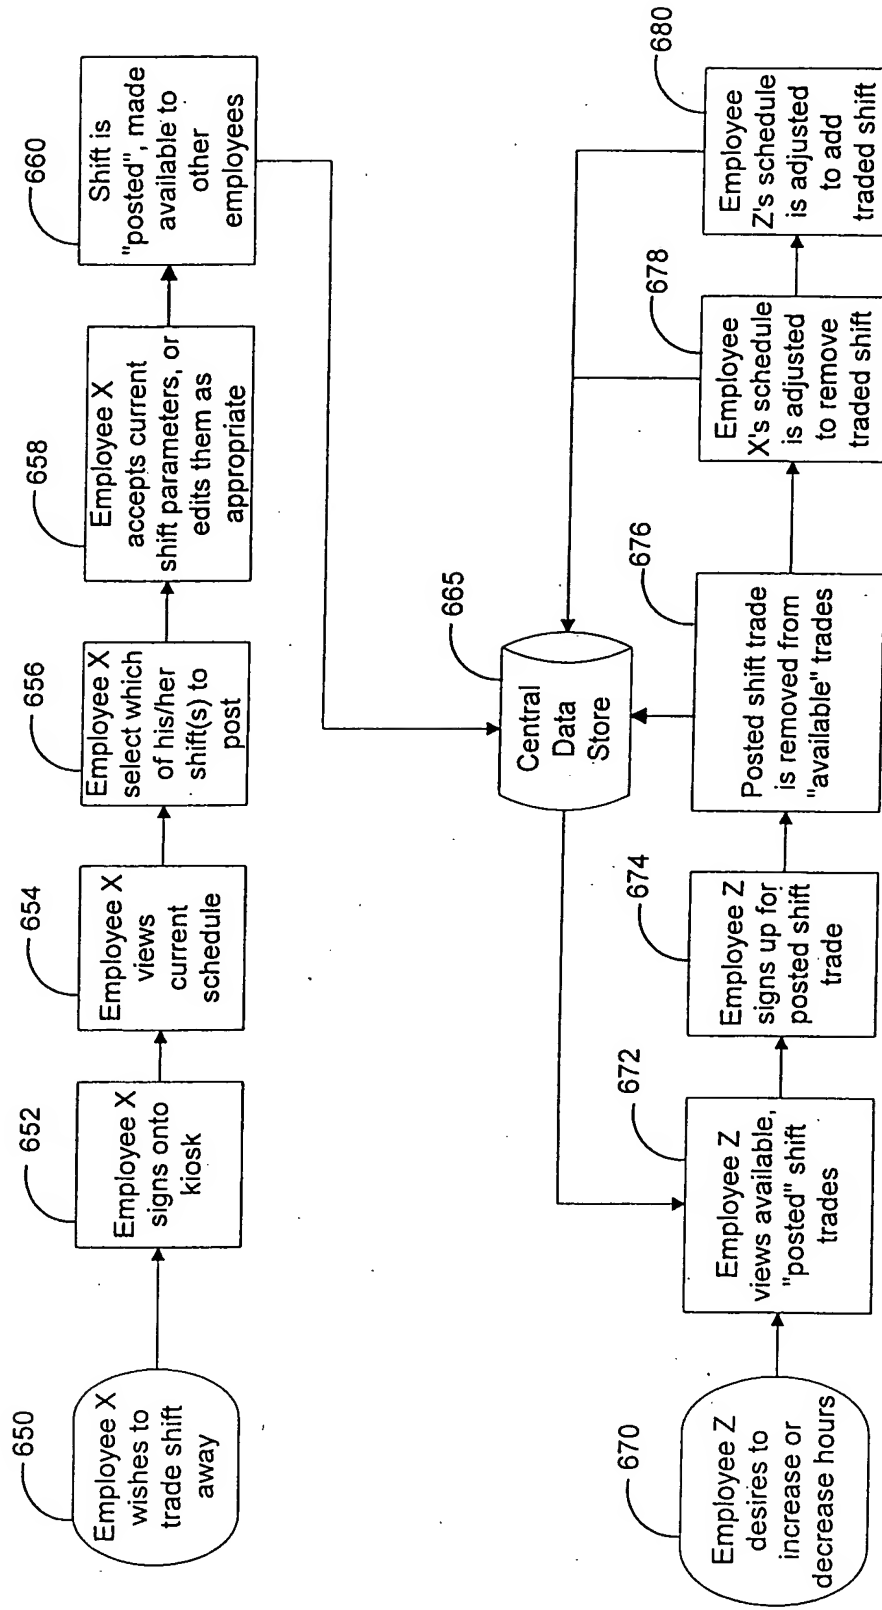 650
Employee X
wishes to
trade shift
away
652
Employee X
signs onto
kiosk
654
Employee X
views
current
schedule
656
Employee X
select which
of his/her
shift(s) to
post
658
Employee X
accepts current
shift parameters, or
edits them as
appropriate
660
Shift is
"posted", made
available to
other
employees
665
Central
Data
Store
670
Employee Z
desires to
increase or
decrease hours
672
Employee Z
views available,
"posted" shift
trades
674
Employee Z
signs up for
posted shift
trade
676
Posted shift trade
is removed from
"available" trades
678
Employee
X's schedule
is adjusted
to remove
traded shift
680
Employee
Z's schedule
is adjusted
to add
traded shift